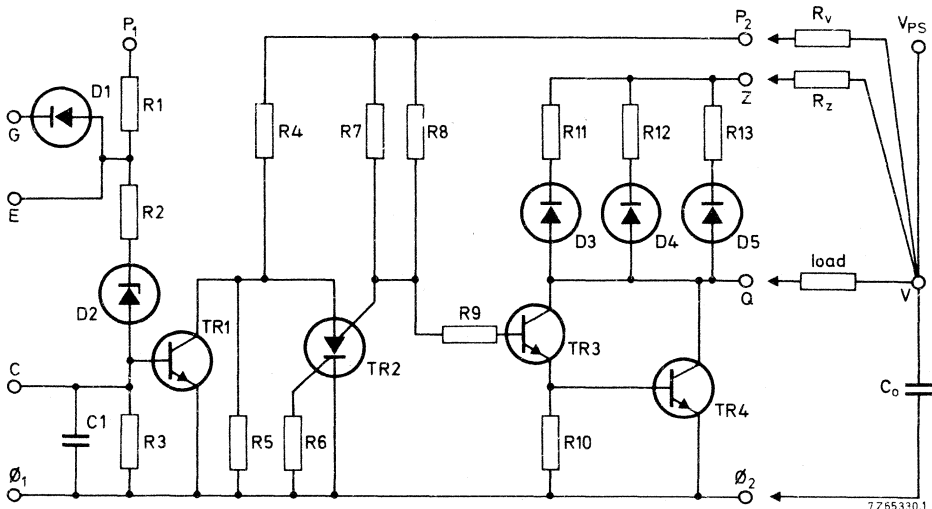 P1
P2
Rv
VPS
D1
R1
Z
Rz
G
R4
R7
R8
R11
R12
R13
E
R2
D3
D4
D5
load
D2
Q
V
TR1
R9
TR2
TR3
C
TR4
Co
C1
R3
R5
R6
R10
Ø1
Ø2
7Z65330.1